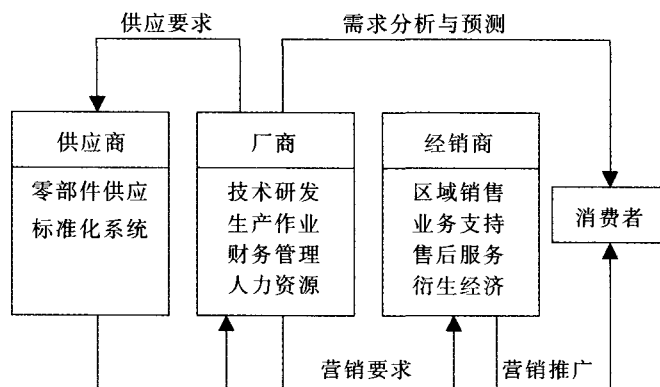 供应要求
需求分析与预测
供应商
零部件供应
标准化系统
厂商
技术研发
生产作业
财务管理
人力资源
经销商
区域销售
业务支持
售后服务
衍生经济
消费者
营销要求
营销推广